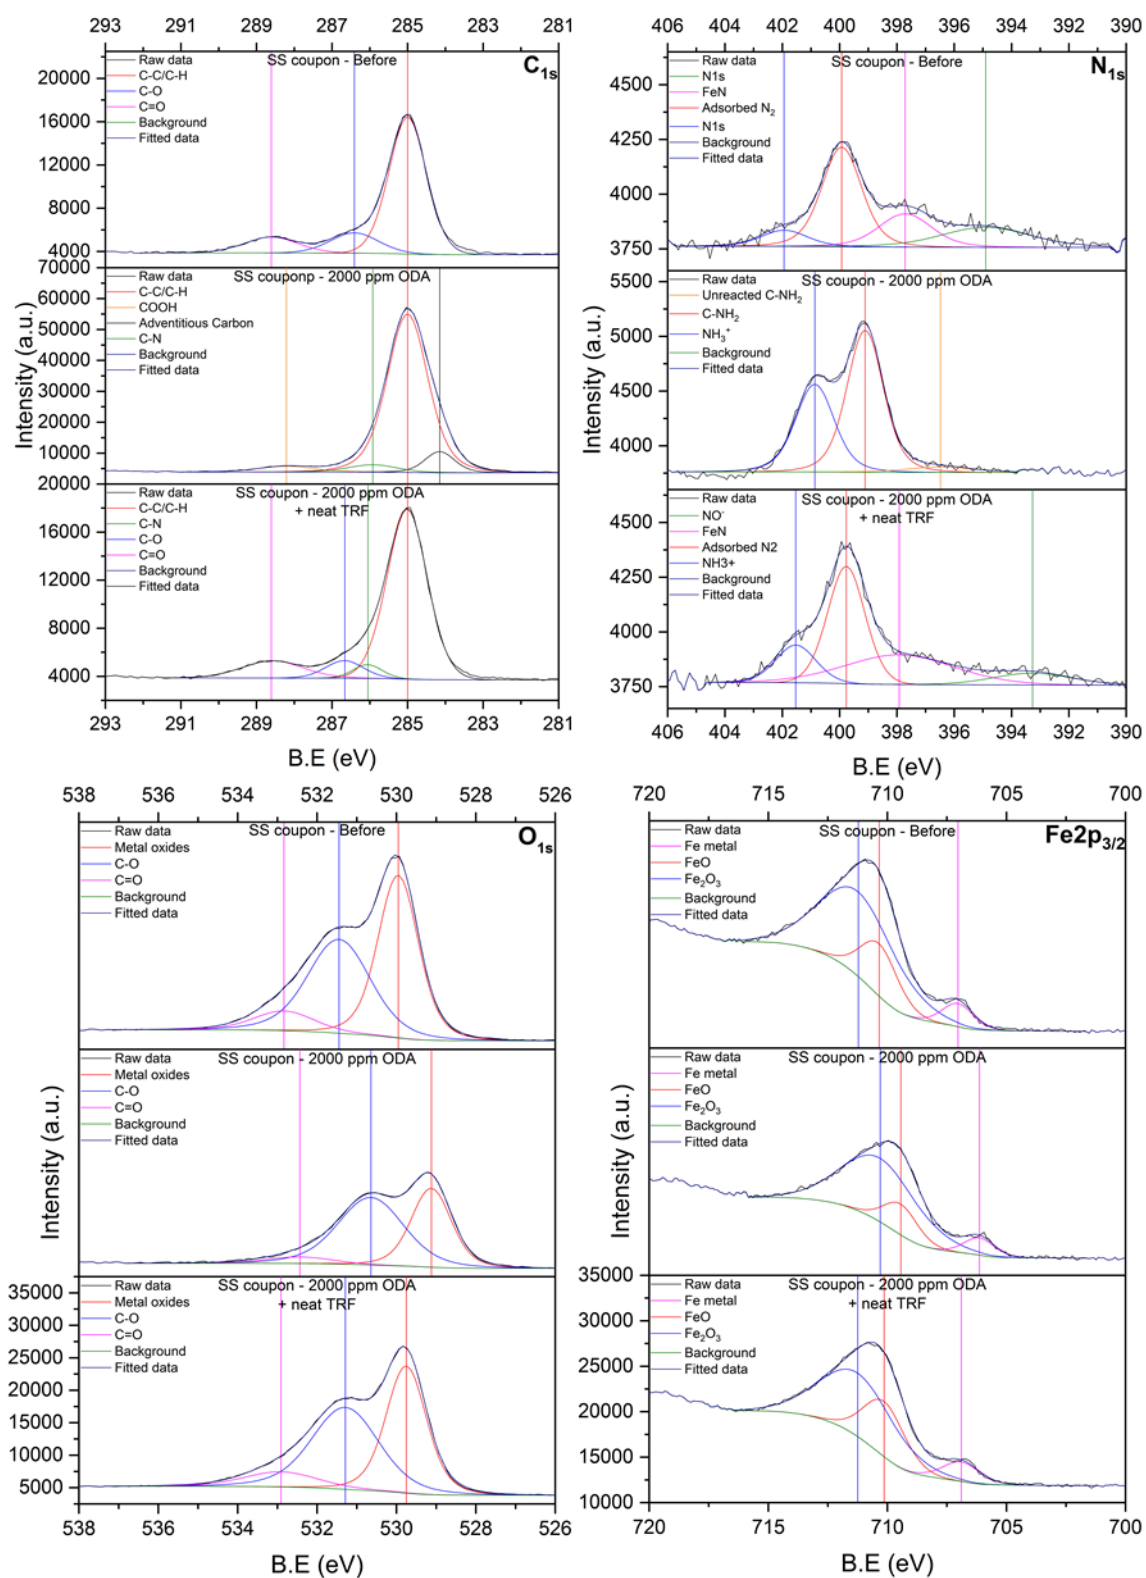 293 291 289 287 285 283 281
SS coupon - Before
C1s
Raw data
C-C/C-H
C-O
C=O
Background
Fitted data
20000
16000
12000
8000
4000
SS couponp - 2000 ppm ODA
Raw data
C-C/C-H
COOH
Adventitious Carbon
C-N
Background
Fitted data
70000
60000
50000
40000
30000
20000
10000
0
Intensity (a.u.)
SS coupon - 2000 ppm ODA
+ neat TRF
Raw data
C-C/C-H
C-N
C-O
C=O
Background
Fitted data
20000
16000
12000
8000
4000
293 291 289 287 285 283 281
B.E (eV)
406 404 402 400 398 396 394 392 390
SS coupon - Before
N1s
Raw data
N1s
FeN
Adsorbed N2
N1s
Background
Fitted data
4500
4250
4000
3750
SS coupon - 2000 ppm ODA
Raw data
Unreacted C-NH2
C-NH2
NH3+
Background
Fitted data
5500
5000
4500
4000
Intensity (a.u.)
SS coupon - 2000 ppm ODA
+ neat TRF
Raw data
NO-
FeN
Adsorbed N2
NH3+
Background
Fitted data
4500
4250
4000
3750
406 404 402 400 398 396 394 392 390
B.E (eV)
538 536 534 533 531 530 529 528 526
SS coupon - Before
O1s
Raw data
Metal oxides
C-O
C=O
Background
Fitted data
SS coupon - 2000 ppm ODA
Raw data
Metal oxides
C-O
C=O
Background
Fitted data
Intensity (a.u.)
SS coupon - 2000 ppm ODA
+ neat TRF
Raw data
Metal oxides
C-O
C=O
Background
Fitted data
35000
30000
25000
20000
15000
10000
5000
0
538 536 534 533 531 530 529 528 526
B.E (eV)
720 715 710 705 700
SS coupon - Before
Fe2p3/2
Raw data
Fe metal
FeO
Fe2O3
Background
Fitted data
SS coupon - 2000 ppm ODA
Raw data
Fe metal
FeO
Fe2O3
Background
Fitted data
Intensity (a.u.)
SS coupon - 2000 ppm ODA
+ neat TRF
Raw data
Fe metal
FeO
Fe2O3
Background
Fitted data
35000
30000
25000
20000
15000
10000
720 715 710 705 700
B.E (eV)